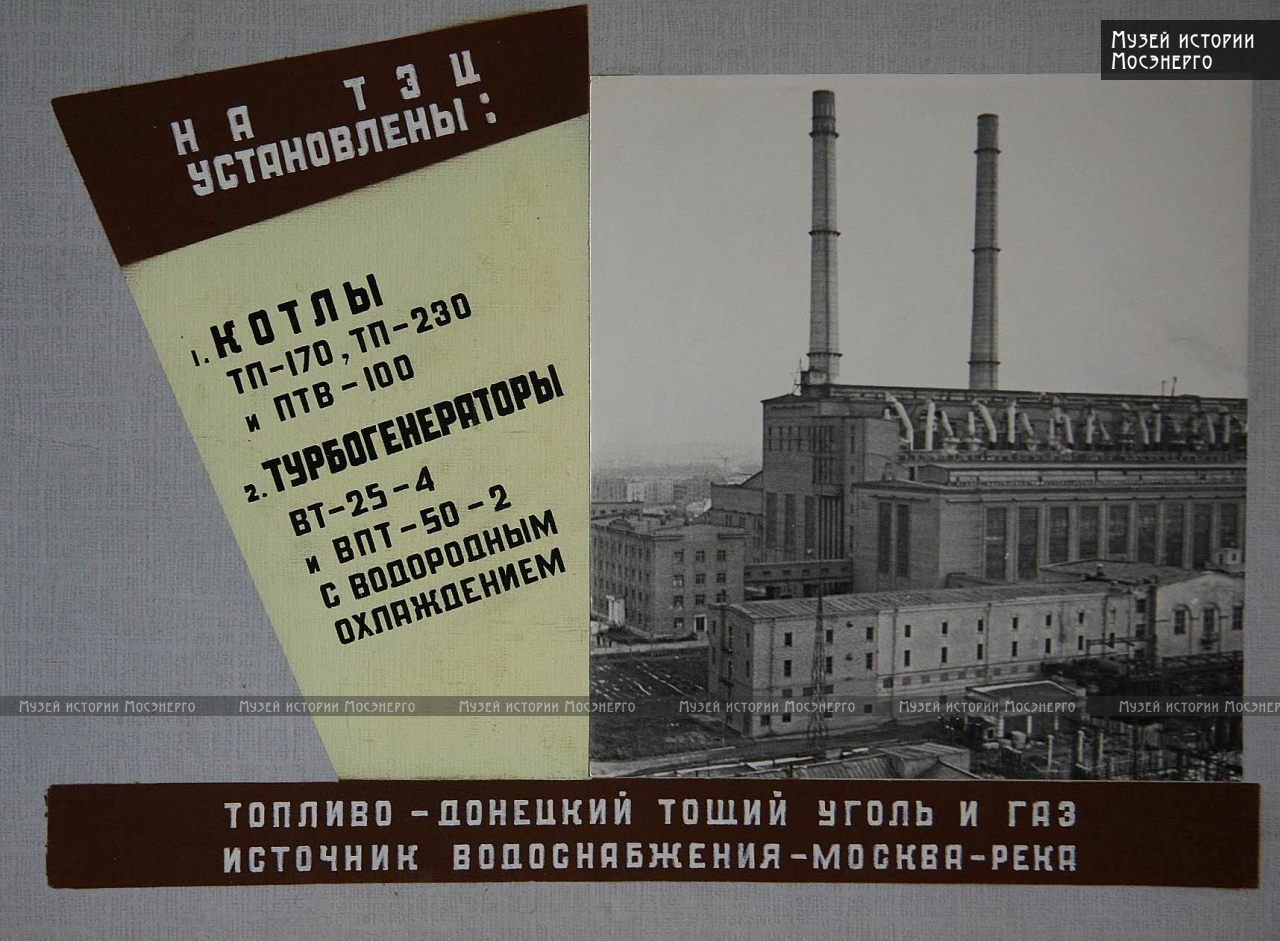 Музей истории
Мосэнерго
НА ТЭЦ
УСТАНОВЛЕНЫ:
1. КОТЛЫ
ТП-170, ТП-230
и ПТВ-100
2. ТУРБОГЕНЕРАТОРЫ
ВТ-25-4
и ВПТ-50-2
С ВОДОРОДНЫМ
ОХЛАЖДЕНИЕМ
Музей истории Мосэнерго Музей истории Мосэнерго Музей истории Мосэнерго Музей истории Мосэнерго Музей истории Мосэнерго Музей истории Мосэнерго
ТОПЛИВО - ДОНЕЦКИЙ ТОЩИЙ УГОЛЬ И ГАЗ
ИСТОЧНИК ВОДОСНАБЖЕНИЯ - МОСКВА-РЕКА